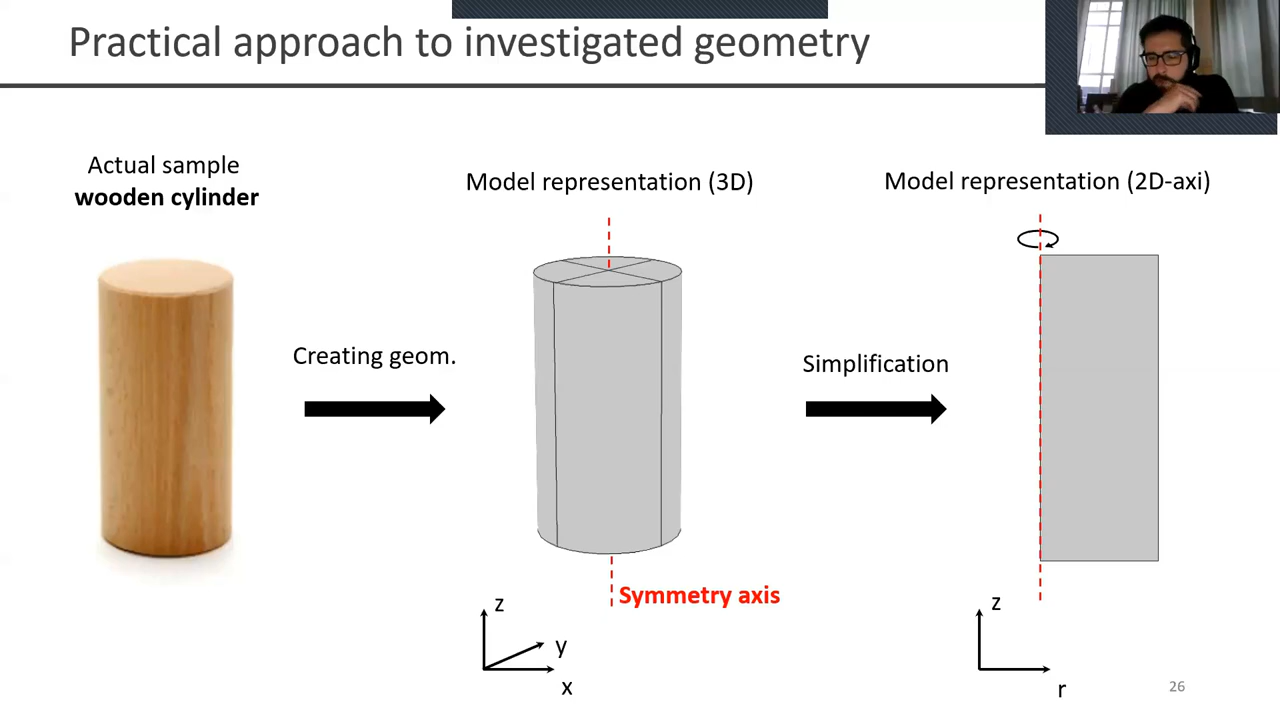 Practical approach to investigated geometry
Actual sample
wooden cylinder
Model representation (3D)
Model representation (2D-axi)
Creating geom.
Simplification
Symmetry axis
z
y
x
z
r
26